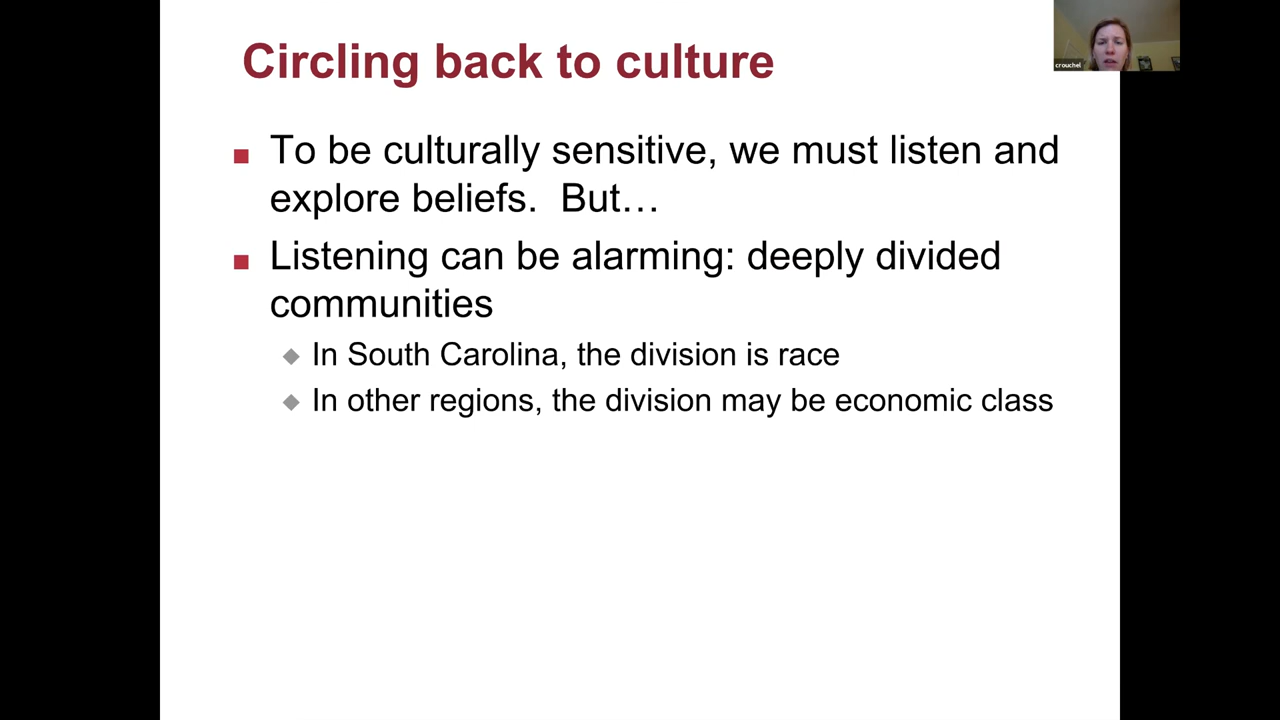 Circling back to culture
crouchel
To be culturally sensitive, we must listen and
explore beliefs.  But…
Listening can be alarming: deeply divided
communities
In South Carolina, the division is race
In other regions, the division may be economic class